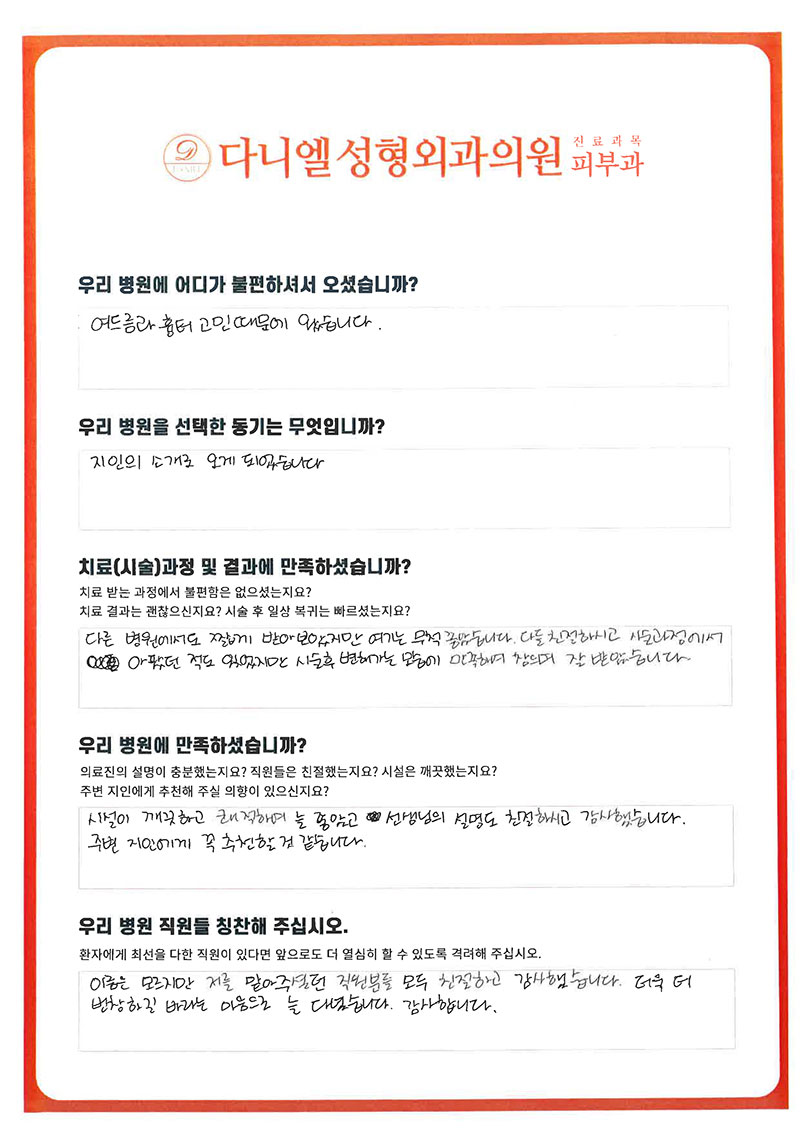 다니엘성형외과의원 진료과목 피부과
우리 병원에 어디가 불편하셔서 오셨습니까?
여드름과 흉터 고민때문에 왔습니다.
우리 병원을 선택한 동기는 무엇입니까?
지인의 소개로 오게 되었습니다
치료(시술)과정 및 결과에 만족하셨습니까?
치료 받는 과정에서 불편함은 없으셨는지요?
치료 결과는 괜찮으신지요? 시술 후 일상 복귀는 빠르셨는지요?
다른 병원에서도 짧게 받아보았지만 여기는 무척 좋았습니다. 다들 친절하시고 시술과정에서
아팠던 적도 있었지만 시술후 변해가는 모습에 만족하며 참으며 잘 받았습니다.
우리 병원에 만족하셨습니까?
의료진의 설명이 충분했는지요? 직원들은 친절했는지요? 시설은 깨끗했는지요?
주변 지인에게 추천해 주실 의향이 있으신지요?
시설이 깨끗하고 쾌적하며 늘 좋았고 선생님의 설명도 친절하시고 감사했습니다.
주변 지인에게 꼭 추천할 것 같습니다.
우리 병원 직원들 칭찬해 주십시오.
환자에게 최선을 다한 직원이 있다면 앞으로도 더 열심히 할 수 있도록 격려해 주십시오.
이름은 모르지만 저를 맡아주셨던 직원분들 모두 친절하고 감사했습니다. 더욱 더
번창하길 바라는 마음으로 늘 대녔습니다. 감사합니다.